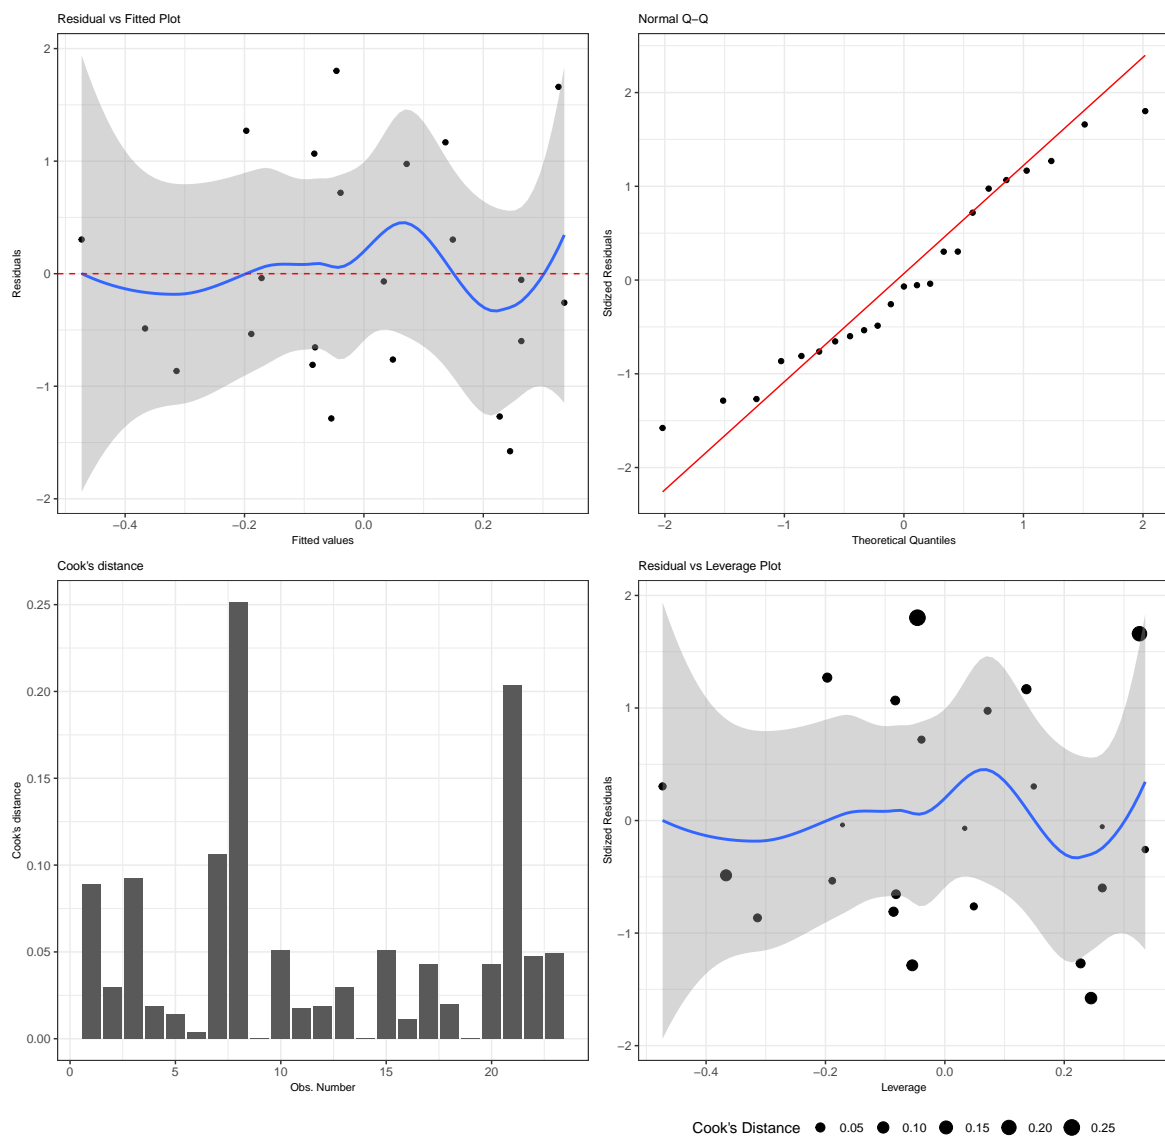 Residual vs Fitted Plot
2
1
0
−1
−2
Residuals
−0.4 −0.2 0.0 0.2
Fitted values
Normal Q−Q
2
1
0
−1
−2
Stdized Residuals
−2 −1 0 1 2
Theoretical Quantiles
Cook's distance
0.25
0.20
0.15
0.10
0.05
0.00
Cook's distance
0 5 10 15 20
Obs. Number
Residual vs Leverage Plot
2
1
0
−1
−2
Stdized Residuals
−0.4 −0.2 0.0 0.2
Leverage
Cook's Distance 0.05 0.10 0.15 0.20 0.25